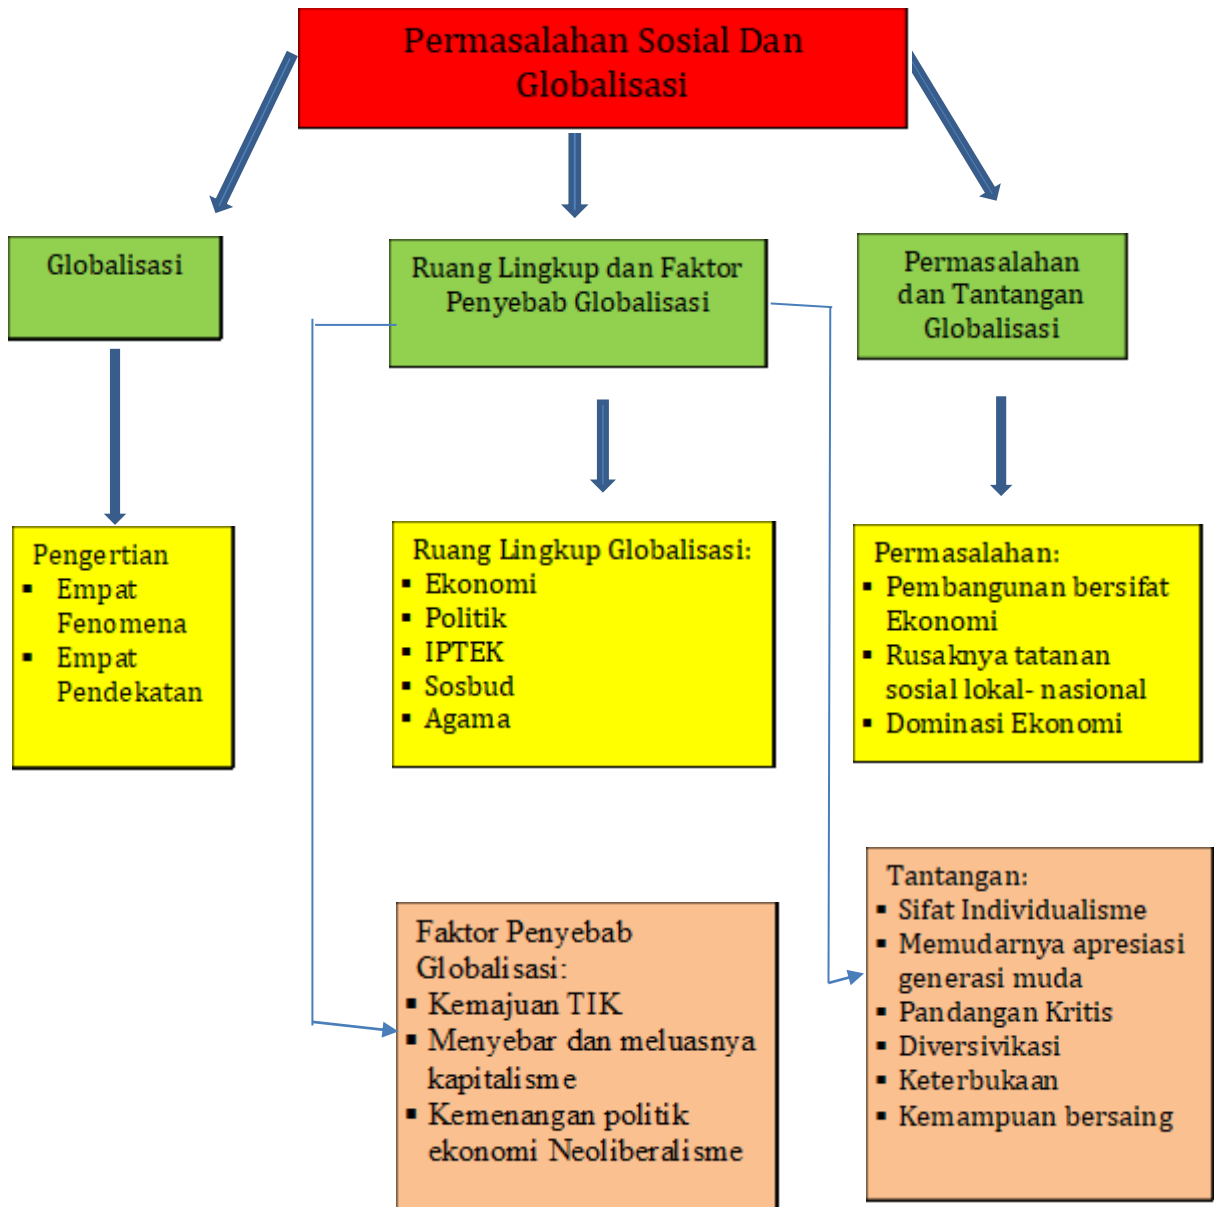 Permasalahan Sosial Dan
Globalisasi
Globalisasi
Ruang Lingkup dan Faktor
Penyebab Globalisasi
Permasalahan
dan Tantangan
Globalisasi
Pengertian
▪ Empat
Fenomena
▪ Empat
Pendekatan
Ruang Lingkup Globalisasi:
▪ Ekonomi
▪ Politik
▪ IPTEK
▪ Sosbud
▪ Agama
Permasalahan:
▪ Pembangunan bersifat
Ekonomi
▪ Rusaknya tatanan
sosial lokal- nasional
▪ Dominasi Ekonomi
Faktor Penyebab
Globalisasi:
▪ Kemajuan TIK
▪ Menyebar dan meluasnya
kapitalisme
▪ Kemenangan politik
ekonomi Neoliberalisme
Tantangan:
▪ Sifat Individualisme
▪ Memudarnya apresiasi
generasi muda
▪ Pandangan Kritis
▪ Diversivikasi
▪ Keterbukaan
▪ Kemampuan bersaing